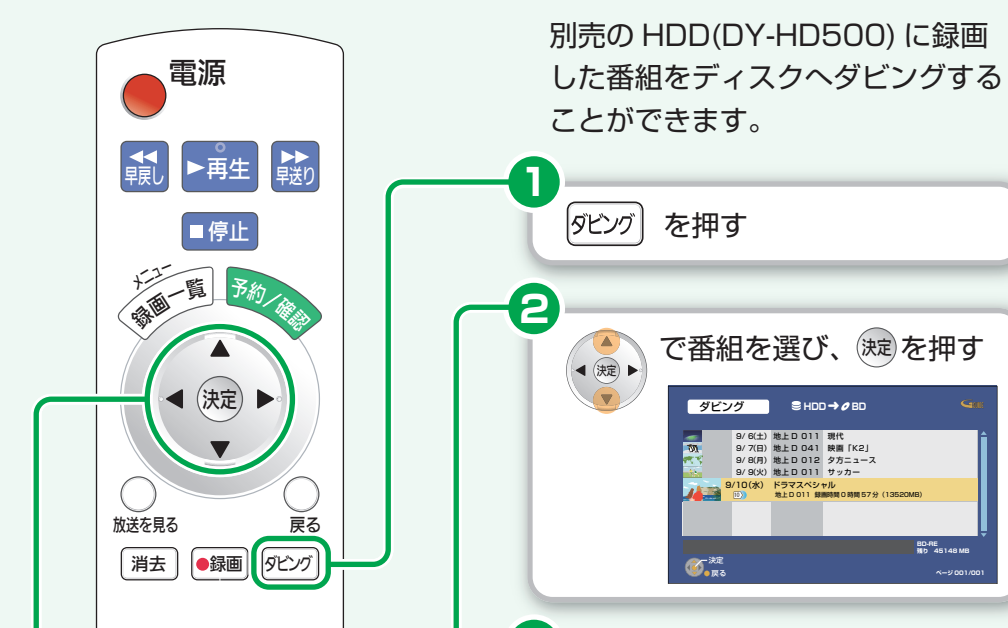 電源
◀◀
早戻し
▶再生
▶▶
早送り
■停止
メニュー
録画一覧
予約/確認
決定
放送を見る
戻る
消去
●録画
ダビング
別売の HDD(DY-HD500) に録画
した番組をディスクへダビングする
ことができます。
1
ダビング を押す
2
決定 で番組を選び、決定を押す
ダビング HDD→BD
9/ 6(土) 地上D 011 現代
9/ 7(日) 地上D 041 映画「K2」
9/ 8(月) 地上D 012 夕方ニュース
9/ 9(火) 地上D 011 サッカー
9/10(水) ドラマスペシャル
10 地上D 011 録画時間 0 時間 57 分 (13520MB)
BD-RE
残り 45148 MB
決定
戻る
ページ 001/001